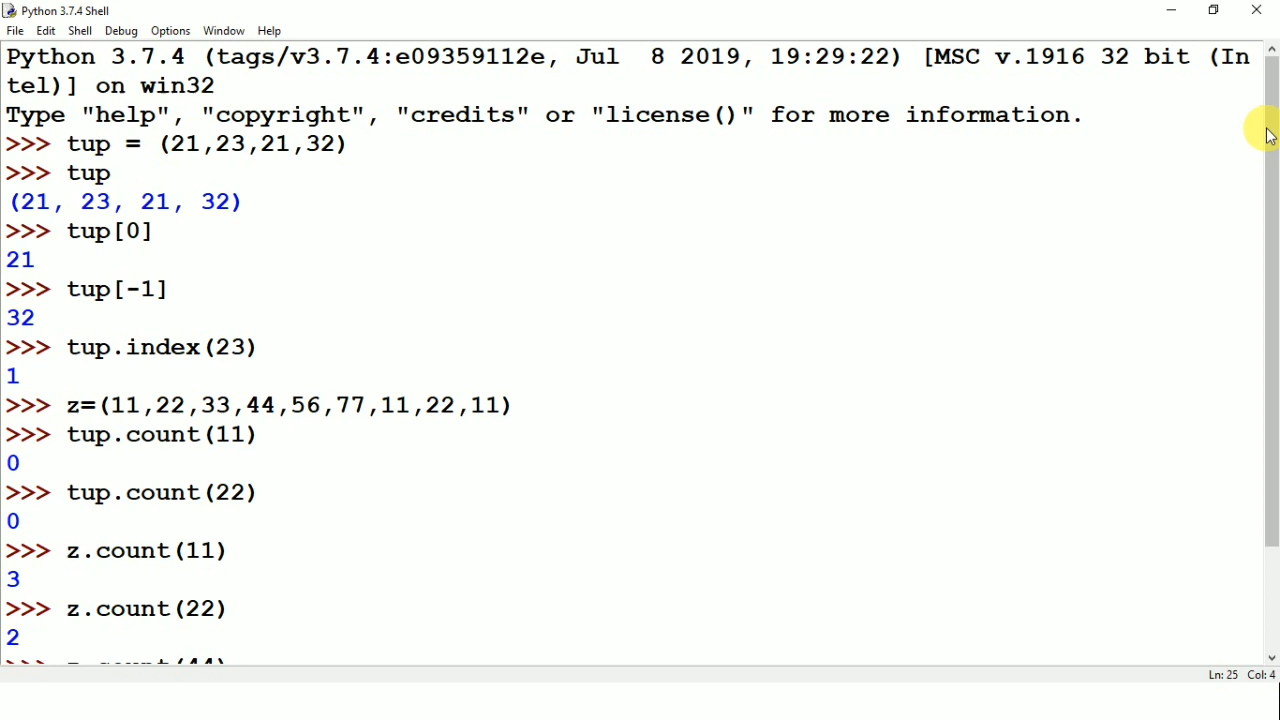 Python 3.7.4 Shell
File Edit Shell Debug Options Window Help
Python 3.7.4 (tags/v3.7.4:e09359112e, Jul  8 2019, 19:29:22) [MSC v.1916 32 bit (In
tel)] on win32
Type "help", "copyright", "credits" or "license()" for more information.
>>> tup = (21,23,21,32)
>>> tup
(21, 23, 21, 32)
>>> tup[0]
21
>>> tup[-1]
32
>>> tup.index(23)
1
>>> z=(11,22,33,44,56,77,11,22,11)
>>> tup.count(11)
0
>>> tup.count(22)
0
>>> z.count(11)
3
>>> z.count(22)
2
>>> z.count(44)
Ln: 25 Col: 4